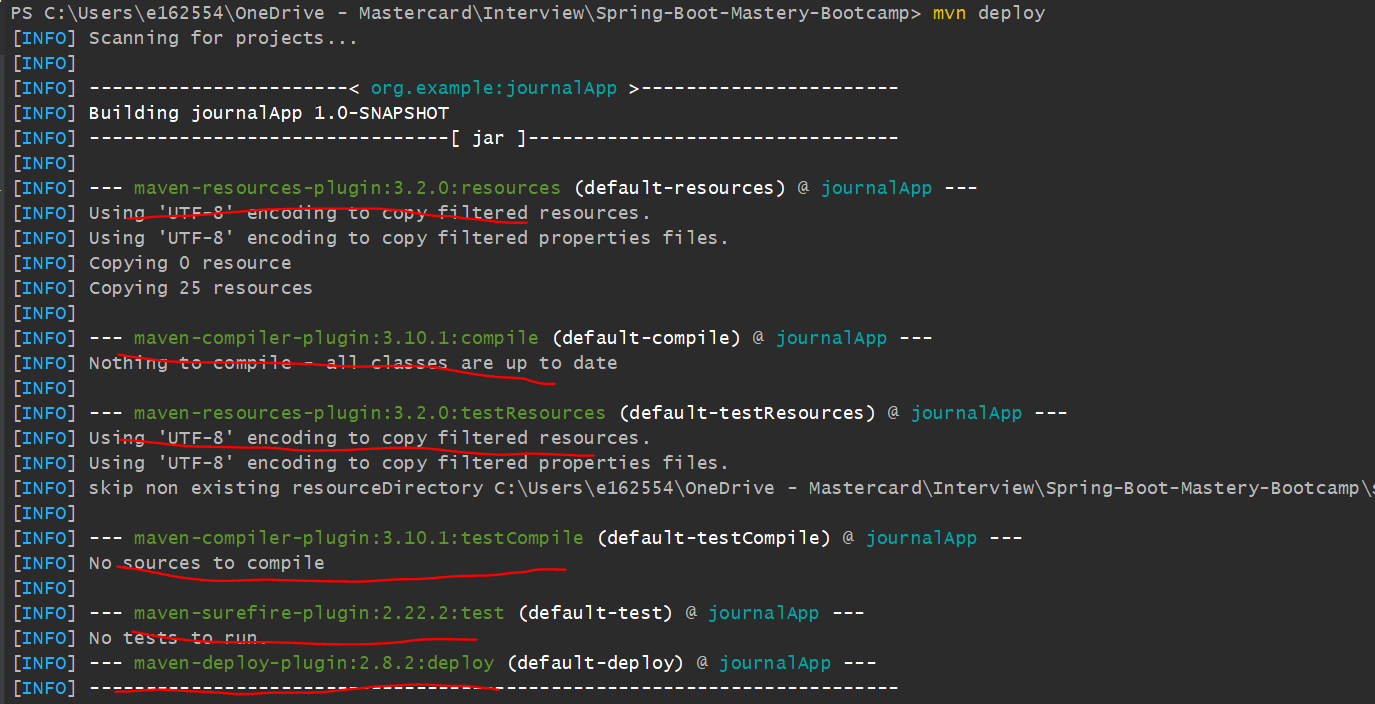 PS C:\Users\e162554\OneDrive - Mastercard\Interview\Spring-Boot-Mastery-Bootcamp> mvn deploy
[INFO] Scanning for projects...
[INFO]
[INFO] -----------------------< org.example:journalApp >------------------------
[INFO] Building journalApp 1.0-SNAPSHOT
[INFO] --------------------------------[ jar ]---------------------------------
[INFO]
[INFO] --- maven-resources-plugin:3.2.0:resources (default-resources) @ journalApp ---
[INFO] Using 'UTF-8' encoding to copy filtered resources.
[INFO] Using 'UTF-8' encoding to copy filtered properties files.
[INFO] Copying 0 resource
[INFO] Copying 25 resources
[INFO]
[INFO] --- maven-compiler-plugin:3.10.1:compile (default-compile) @ journalApp ---
[INFO] Nothing to compile - all classes are up to date
[INFO]
[INFO] --- maven-resources-plugin:3.2.0:testResources (default-testResources) @ journalApp ---
[INFO] Using 'UTF-8' encoding to copy filtered resources.
[INFO] Using 'UTF-8' encoding to copy filtered properties files.
[INFO] skip non existing resourceDirectory C:\Users\e162554\OneDrive - Mastercard\Interview\Spring-Boot-Mastery-Bootcamp\s
[INFO]
[INFO] --- maven-compiler-plugin:3.10.1:testCompile (default-testCompile) @ journalApp ---
[INFO] No sources to compile
[INFO]
[INFO] --- maven-surefire-plugin:2.22.2:test (default-test) @ journalApp ---
[INFO] No tests to run.
[INFO] --- maven-deploy-plugin:2.8.2:deploy (default-deploy) @ journalApp ---
[INFO] ------------------------------------------------------------------------